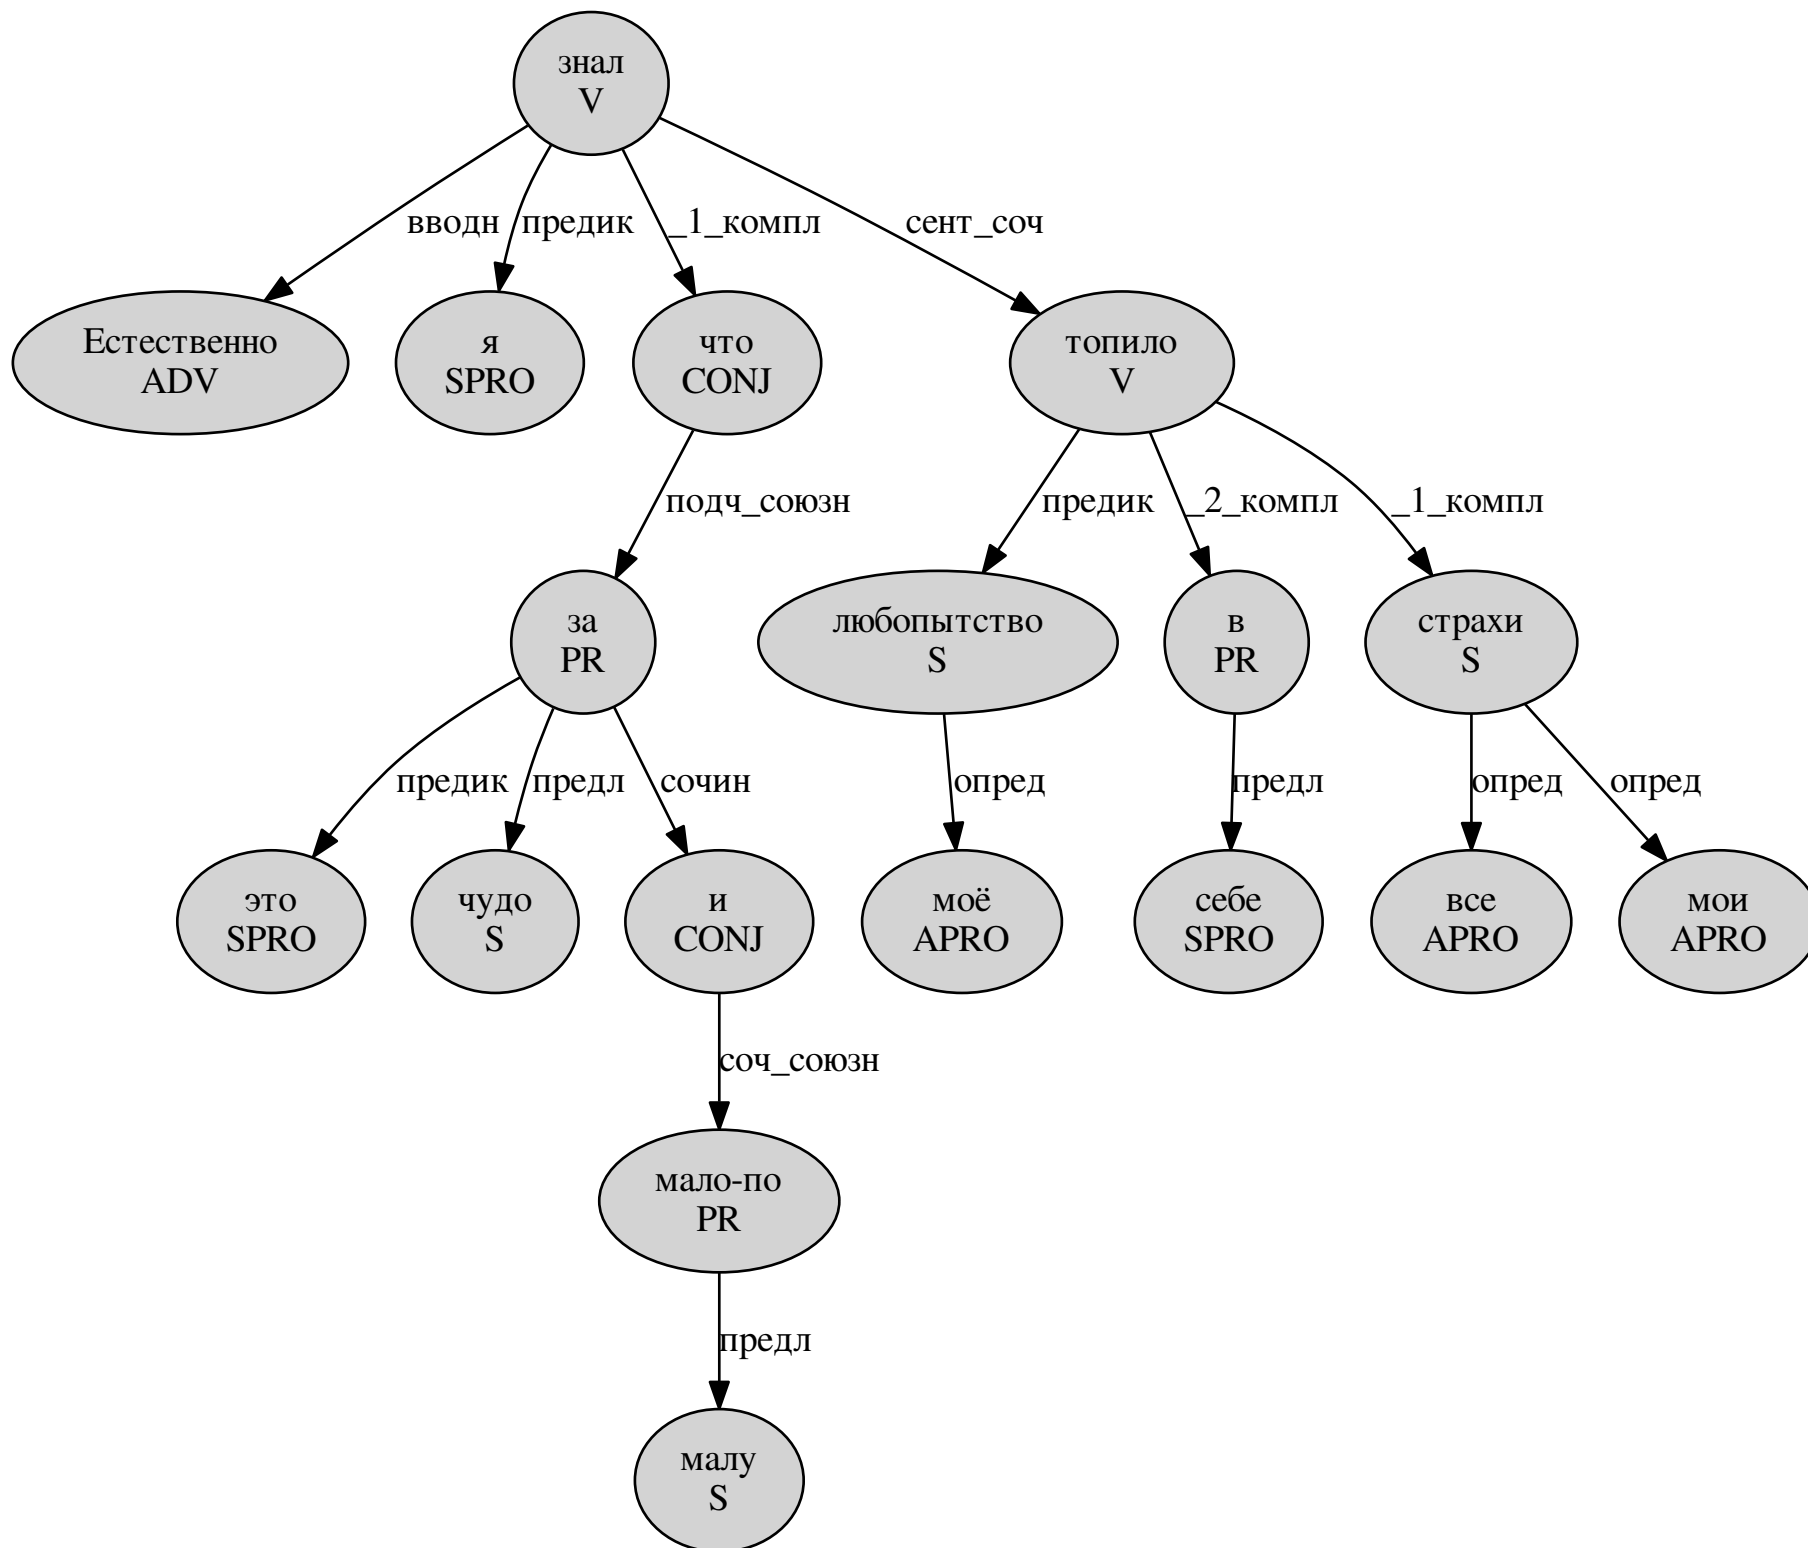 знал
V
вводн
предик
_1_компл
сент_соч
Естественно
ADV
я
SPRO
что
CONJ
топило
V
подч_союзн
предик
_2_компл
_1_компл
за
PR
любопытство
S
в
PR
страхи
S
предик
предл
сочин
опред
предл
опред
опред
это
SPRO
чудо
S
и
CONJ
моё
APRO
себе
SPRO
все
APRO
мои
APRO
соч_союзн
мало-по
PR
предл
малу
S